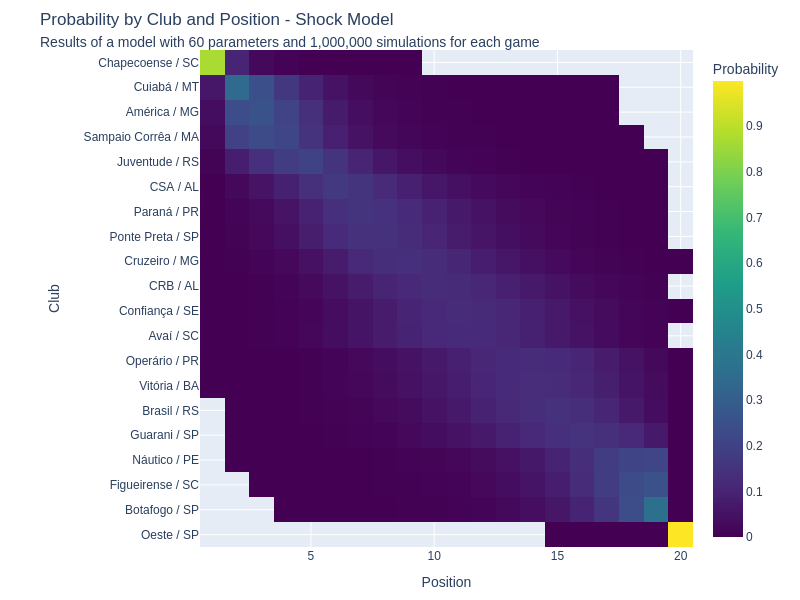 Probability by Club and Position - Shock Model
Results of a model with 60 parameters and 1,000,000 simulations for each game
Probability
Chapecoense / SC
Cuiabá / MT
América / MG
Sampaio Corrêa / MA
Juventude / RS
CSA / AL
Paraná / PR
Ponte Preta / SP
Cruzeiro / MG
CRB / AL
Confiança / SE
Avaí / SC
Operário / PR
Vitória / BA
Brasil / RS
Guarani / SP
Náutico / PE
Figueirense / SC
Botafogo / SP
Oeste / SP
Club
5
10
15
20
Position
0.9
0.8
0.7
0.6
0.5
0.4
0.3
0.2
0.1
0